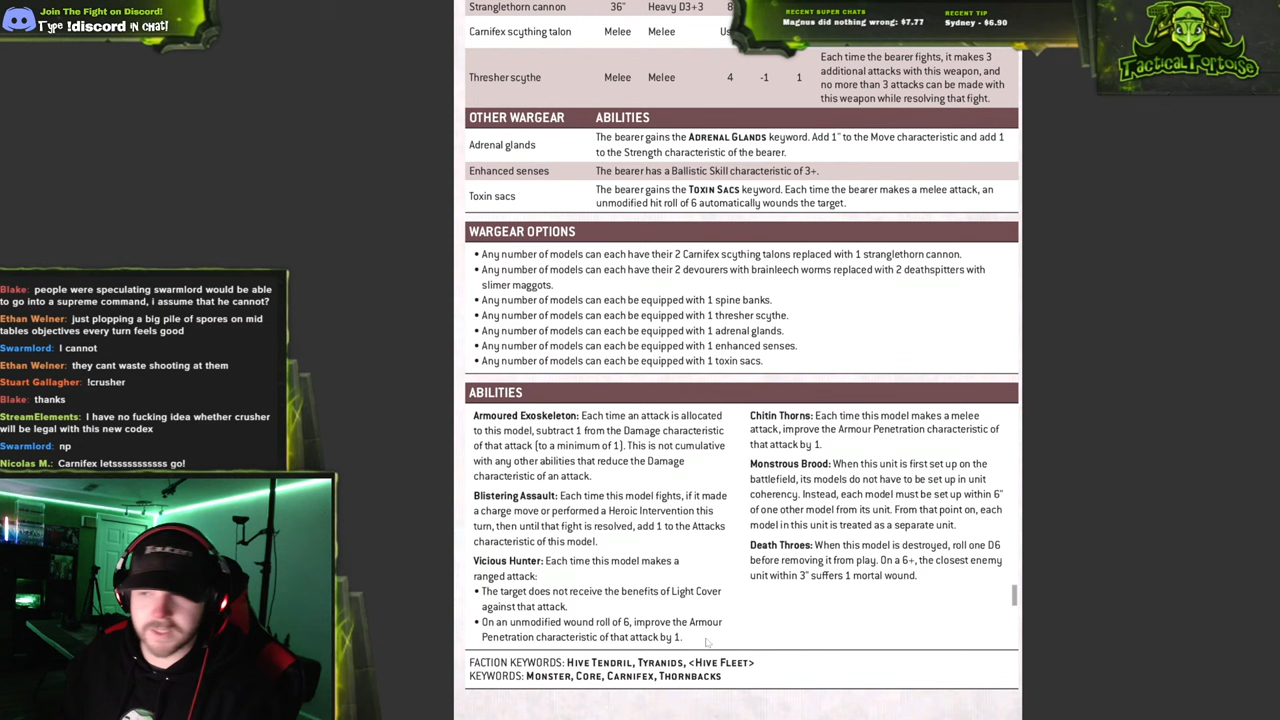 Join The Fight on Discord!
Type !discord in chat!
RECENT SUPER CHATS
Magnus did nothing wrong: $7.77
RECENT TIP
Sydney - $6.90
TACTICALTORTOISE
Stranglethorn cannon 36" Heavy D3+3 8
Carnifex scything talon Melee Melee Us
Thresher scythe Melee Melee 4 -1 1
Each time the bearer fights, it makes 3
additional attacks with this weapon, and
no more than 3 attacks can be made with
this weapon while resolving that fight.
OTHER WARGEAR ABILITIES
Adrenal glands
The bearer gains the ADRENAL GLANDS keyword. Add 1" to the Move characteristic and add 1
to the Strength characteristic of the bearer.
Enhanced senses The bearer has a Ballistic Skill characteristic of 3+.
Toxin sacs
The bearer gains the TOXIN SACS keyword. Each time the bearer makes a melee attack, an
unmodified hit roll of 6 automatically wounds the target.
WARGEAR OPTIONS
• Any number of models can each have their 2 Carnifex scything talons replaced with 1 stranglethorn cannon.
• Any number of models can each have their 2 devourers with brainleech worms replaced with 2 deathspitters with
slimer maggots.
• Any number of models can each be equipped with 1 spine banks.
• Any number of models can each be equipped with 1 thresher scythe.
• Any number of models can each be equipped with 1 adrenal glands.
• Any number of models can each be equipped with 1 enhanced senses.
• Any number of models can each be equipped with 1 toxin sacs.
ABILITIES
Armoured Exoskeleton: Each time an attack is allocated
to this model, subtract 1 from the Damage characteristic
of that attack (to a minimum of 1). This is not cumulative
with any other abilities that reduce the Damage
characteristic of an attack.
Blistering Assault: Each time this model fights, if it made
a charge move or performed a Heroic Intervention this
turn, then until that fight is resolved, add 1 to the Attacks
characteristic of this model.
Vicious Hunter: Each time this model makes a
ranged attack:
• The target does not receive the benefits of Light Cover
against that attack.
• On an unmodified wound roll of 6, improve the Armour
Penetration characteristic of that attack by 1.
Chitin Thorns: Each time this model makes a melee
attack, improve the Armour Penetration characteristic of
that attack by 1.
Monstrous Brood: When this unit is first set up on the
battlefield, its models do not have to be set up in unit
coherency. Instead, each model must be set up within 6"
of one other model from its unit. From that point on, each
model in this unit is treated as a separate unit.
Death Throes: When this model is destroyed, roll one D6
before removing it from play. On a 6+, the closest enemy
unit within 3" suffers 1 mortal wound.
FACTION KEYWORDS: HIVE TENDRIL, TYRANIDS, <HIVE FLEET>
KEYWORDS: MONSTER, CORE, CARNIFEX, THORNBACKS
Blake: people were speculating swarmlord would be able
to go into a supreme command, i assume that he cannot?
Ethan Welner: just plopping a big pile of spores on mid
tables objectives every turn feels good
Swarmlord: I cannot
Ethan Welner: they cant waste shooting at them
Stuart Gallagher: !crusher
Blake: thanks
StreamElements: I have no fucking idea whether crusher
will be legal with this new codex
Swarmlord: np
Nicolas M.: Carnifex letsssssssssss go!